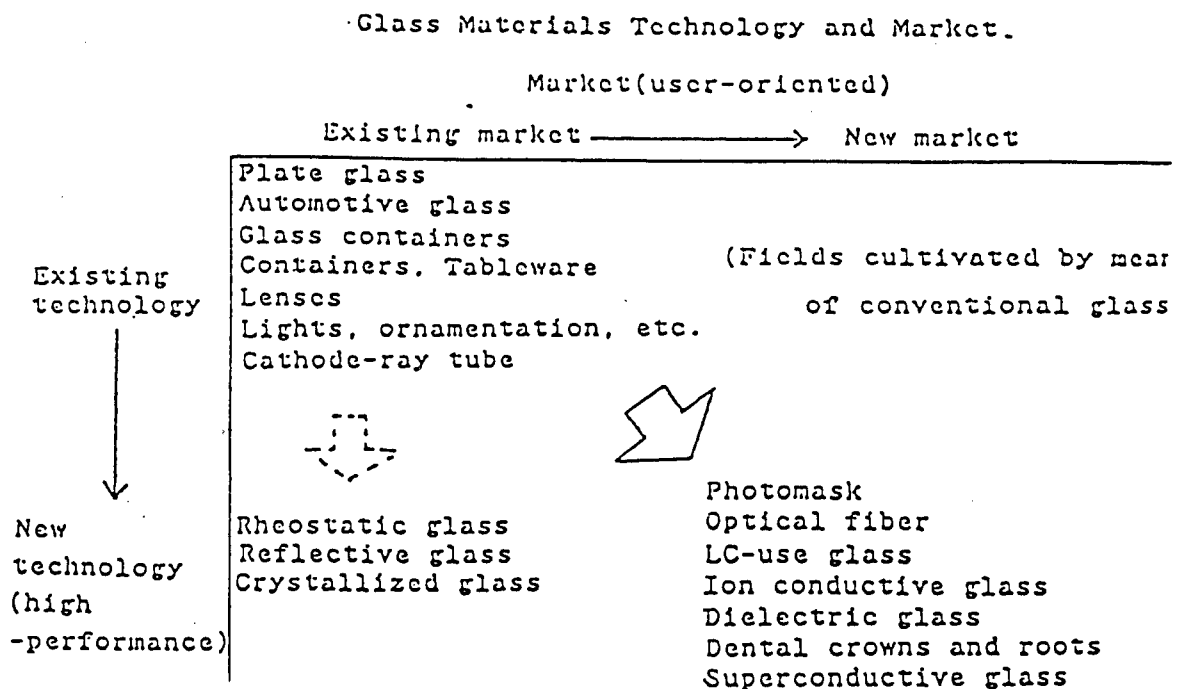 Glass Materials Technology and Market.
Market(user-oriented)
Existing market New market
Plate glass
Automotive glass
Glass containers
Containers, Tableware
Lenses
Lights, ornamentation, etc.
Cathode-ray tube
(Fields cultivated by mear
of conventional glass
Existing
technology
New
technology
(high
-performance)
Rheostatic glass
Reflective glass
Crystallized glass
Photomask
Optical fiber
LC-use glass
Ion conductive glass
Dielectric glass
Dental crowns and roots
Superconductive glass